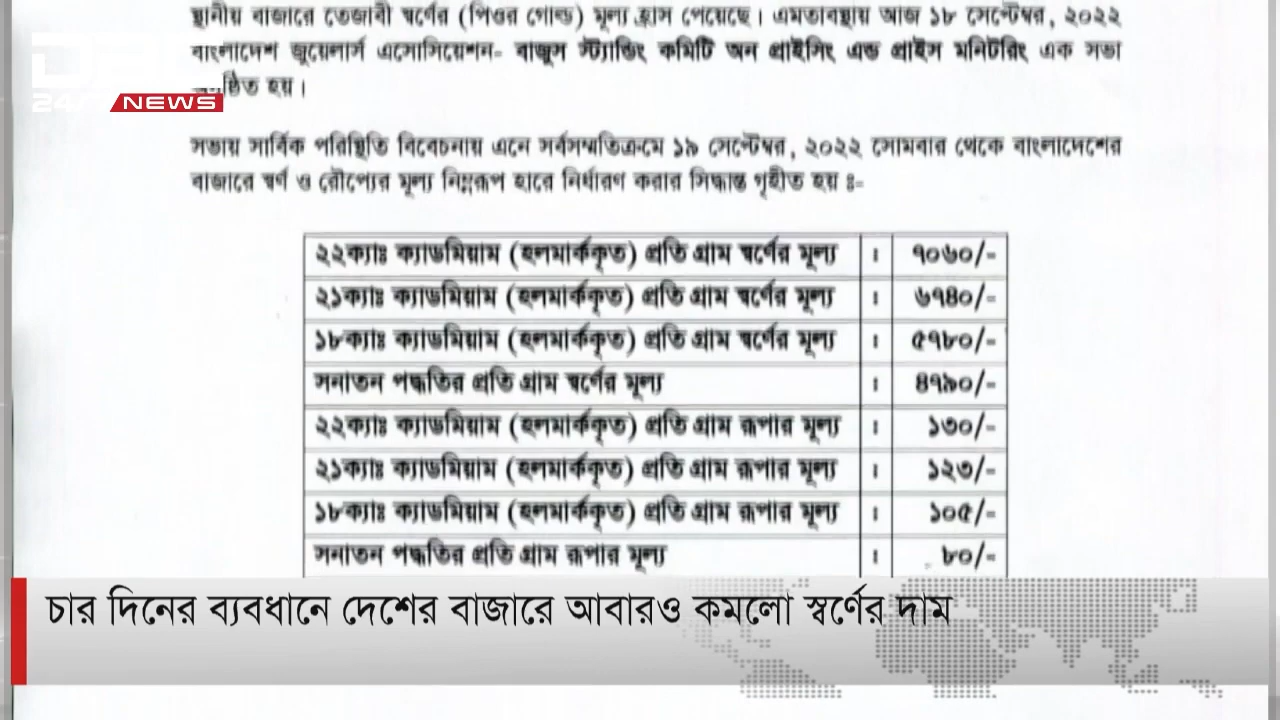 স্থানীয় বাজারে তেজাবী স্বর্ণের (পিওর গোল্ড) মূল্য হ্রাস পেয়েছে। এমতাবস্থায় আজ ১৮ সেপ্টেম্বর, ২০২২
বাংলাদেশ জুয়েলার্স এসোসিয়েশন- বাজুস স্ট্যান্ডিং কমিটি অন প্রাইসিং এন্ড প্রাইস মনিটরিং এক সভা
হয়।
24/7 NEWS
সভায় সার্বিক পরিস্থিতি বিবেচনায় এনে সর্বসম্মতিক্রমে ১৯ সেপ্টেম্বর, ২০২২ সোমবার থেকে বাংলাদেশের
বাজারে স্বর্ণ ও রৌপ্যের মূল্য নিম্নরূপ হারে নির্ধারণ করার সিদ্ধান্ত গৃহীত হয় ঃ-
২২ক্যাঃ ক্যাডমিয়াম (হলমার্ককৃত) প্রতি গ্রাম স্বর্ণের মূল্য : ৭০৬০/-
২১ক্যাঃ ক্যাডমিয়াম (হলমার্ককৃত) প্রতি গ্রাম স্বর্ণের মূল্য : ৬৭৪০/-
১৮ক্যাঃ ক্যাডমিয়াম (হলমার্ককৃত) প্রতি গ্রাম স্বর্ণের মূল্য : ৫৭৮০/-
সনাতন পদ্ধতির প্রতি গ্রাম স্বর্ণের মূল্য : ৪৭৯০/-
২২ক্যাঃ ক্যাডমিয়াম (হলমার্ককৃত) প্রতি গ্রাম রূপার মূল্য : ১৩০/-
২১ক্যাঃ ক্যাডমিয়াম (হলমার্ককৃত) প্রতি গ্রাম রূপার মূল্য : ১২৩/-
১৮ক্যাঃ ক্যাডমিয়াম (হলমার্ককৃত) প্রতি গ্রাম রূপার মূল্য : ১০৫/-
সনাতন পদ্ধতির প্রতি গ্রাম রূপার মূল্য : ৮০/-
চার দিনের ব্যবধানে দেশের বাজারে আবারও কমলো স্বর্ণের দাম